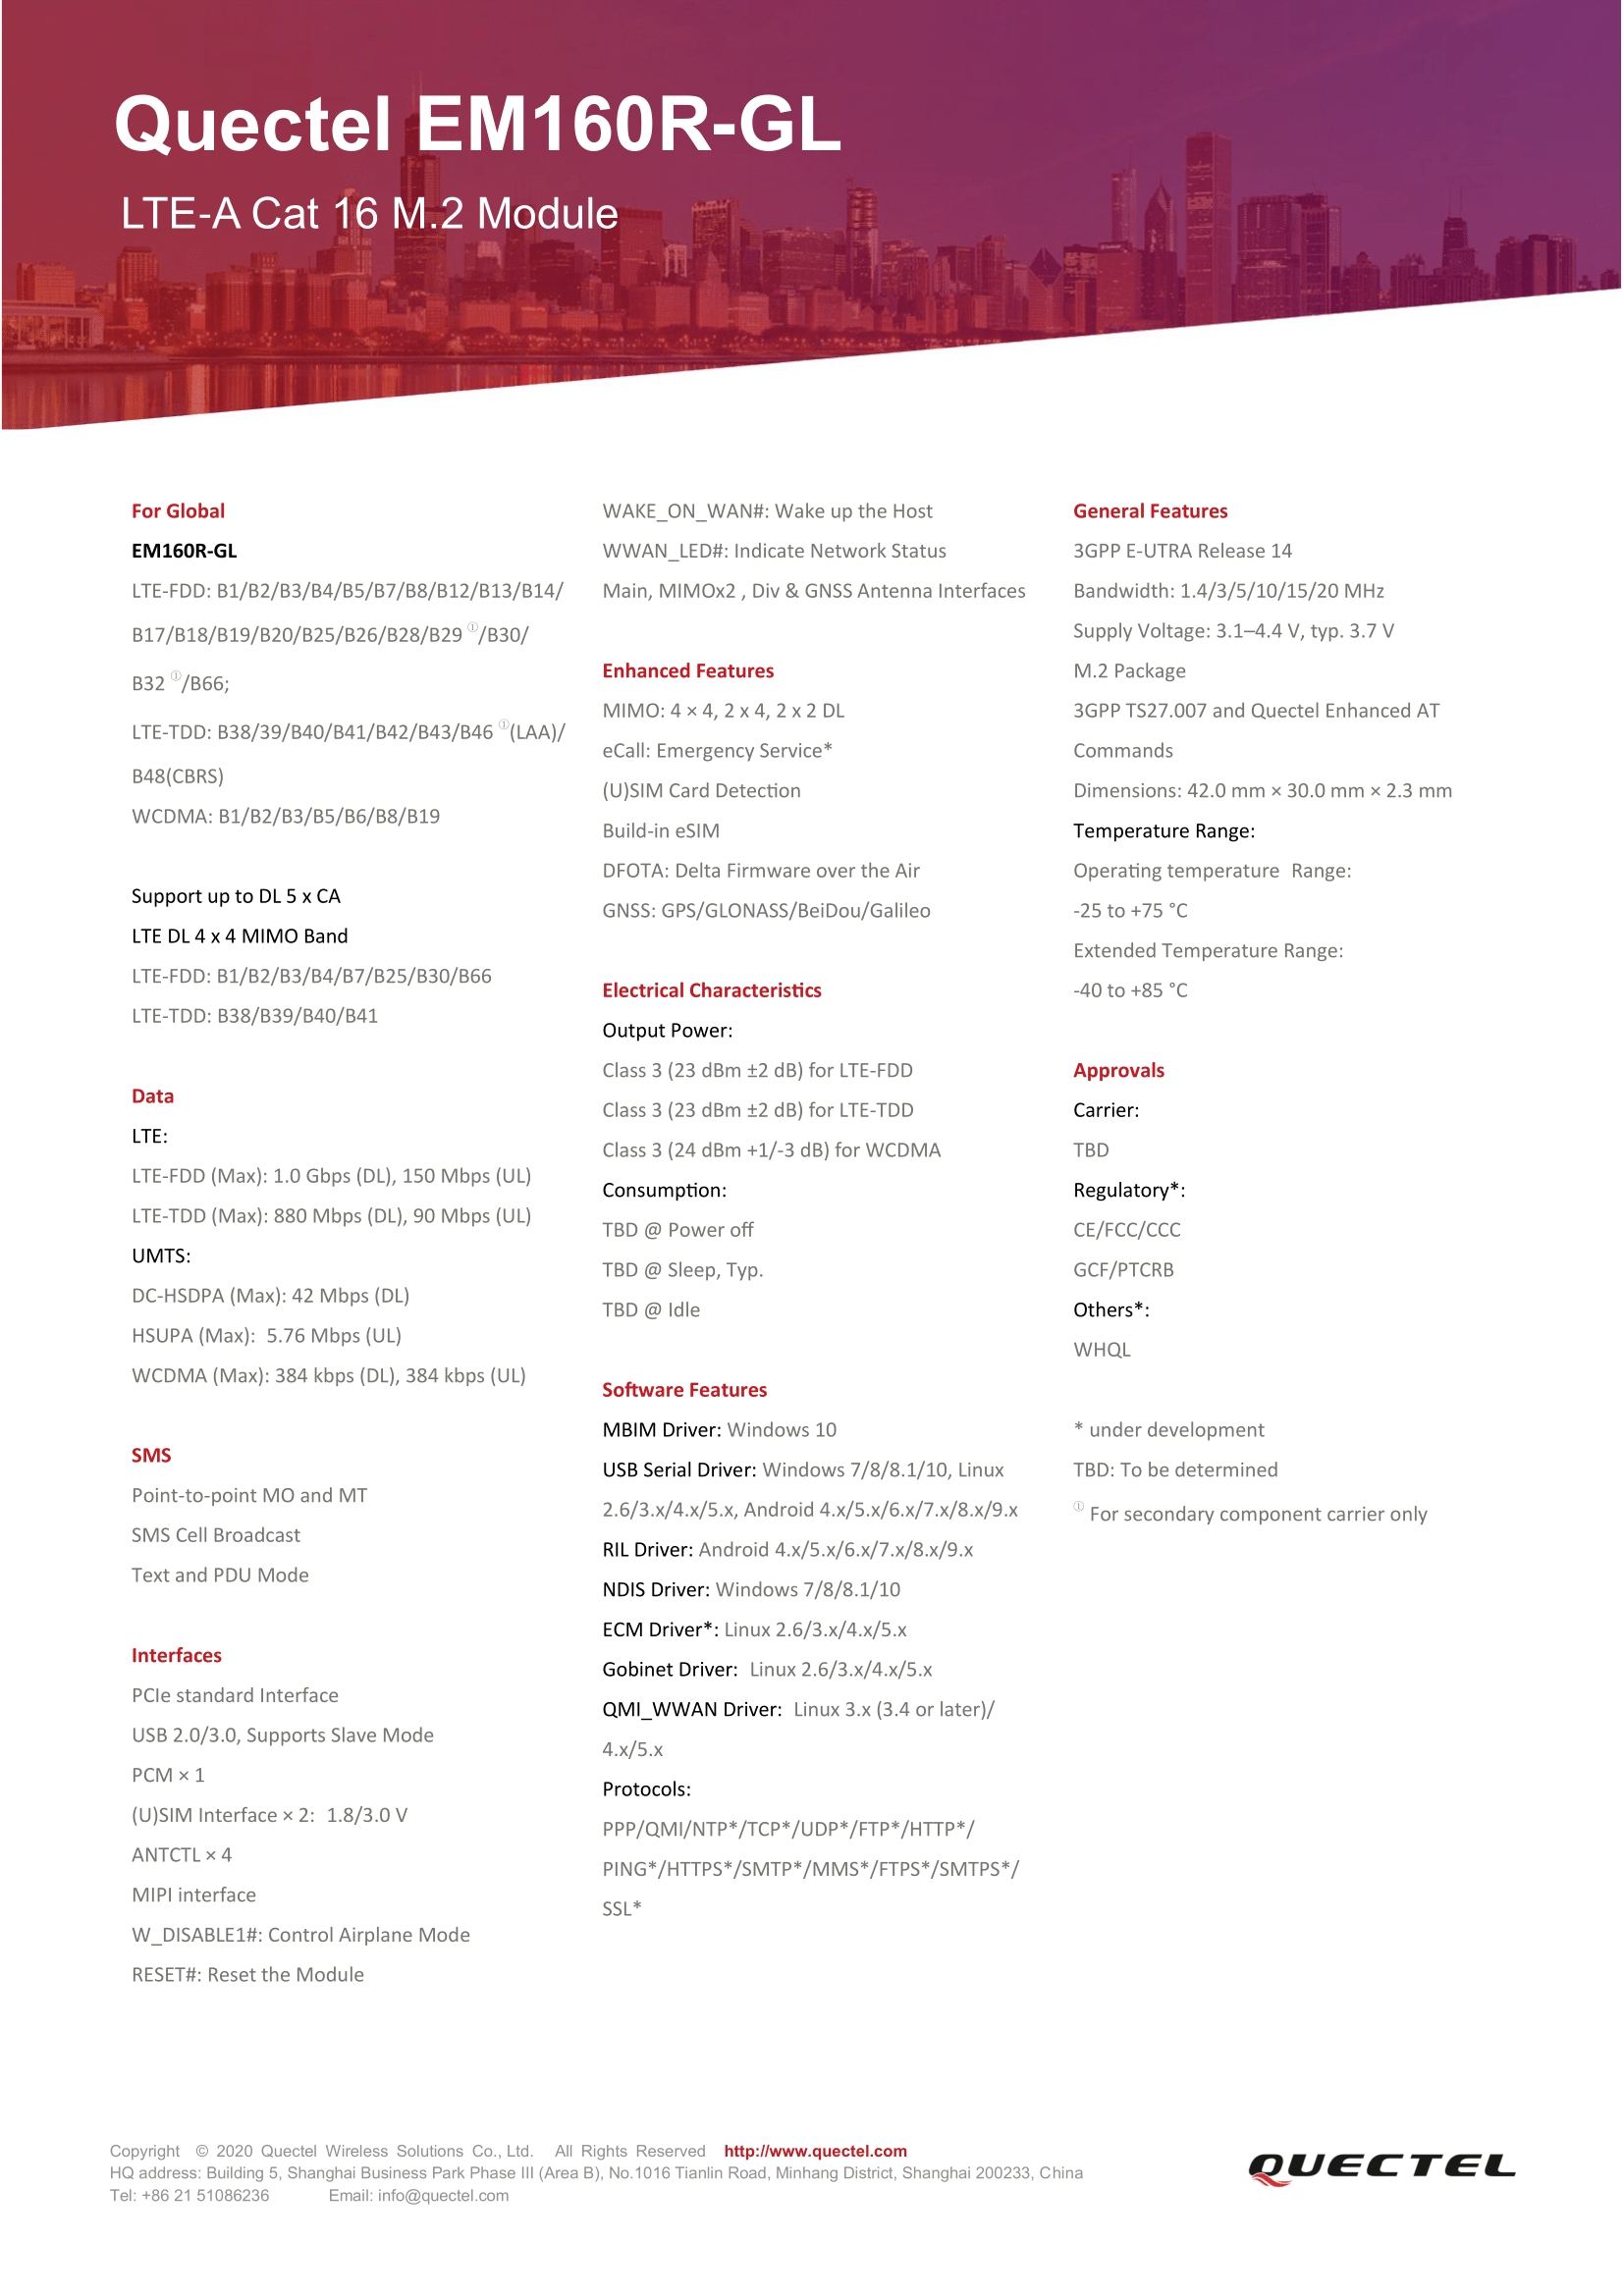 Quectel EM160R-GL
LTE-A Cat 16 M.2 Module
For Global
EM160R-GL
LTE-FDD: B1/B2/B3/B4/B5/B7/B8/B12/B13/B14/
B17/B18/B19/B20/B25/B26/B28/B29 ①/B30/
B32 ①/B66;
LTE-TDD: B38/39/B40/B41/B42/B43/B46 ①(LAA)/
B48(CBRS)
WCDMA: B1/B2/B3/B5/B6/B8/B19
Support up to DL 5 x CA
LTE DL 4 x 4 MIMO Band
LTE-FDD: B1/B2/B3/B4/B7/B25/B30/B66
LTE-TDD: B38/B39/B40/B41
Data
LTE:
LTE-FDD (Max): 1.0 Gbps (DL), 150 Mbps (UL)
LTE-TDD (Max): 880 Mbps (DL), 90 Mbps (UL)
UMTS:
DC-HSDPA (Max): 42 Mbps (DL)
HSUPA (Max): 5.76 Mbps (UL)
WCDMA (Max): 384 kbps (DL), 384 kbps (UL)
SMS
Point-to-point MO and MT
SMS Cell Broadcast
Text and PDU Mode
Interfaces
PCIe standard Interface
USB 2.0/3.0, Supports Slave Mode
PCM × 1
(U)SIM Interface × 2: 1.8/3.0 V
ANTCTL × 4
MIPI interface
W_DISABLE1#: Control Airplane Mode
RESET#: Reset the Module
WAKE_ON_WAN#: Wake up the Host
WWAN_LED#: Indicate Network Status
Main, MIMOx2 , Div & GNSS Antenna Interfaces
Enhanced Features
MIMO: 4 × 4, 2 x 4, 2 x 2 DL
eCall: Emergency Service*
(U)SIM Card Detection
Build-in eSIM
DFOTA: Delta Firmware over the Air
GNSS: GPS/GLONASS/BeiDou/Galileo
Electrical Characteristics
Output Power:
Class 3 (23 dBm ±2 dB) for LTE-FDD
Class 3 (23 dBm ±2 dB) for LTE-TDD
Class 3 (24 dBm +1/-3 dB) for WCDMA
Consumption:
TBD @ Power off
TBD @ Sleep, Typ.
TBD @ Idle
Software Features
MBIM Driver: Windows 10
USB Serial Driver: Windows 7/8/8.1/10, Linux
2.6/3.x/4.x/5.x, Android 4.x/5.x/6.x/7.x/8.x/9.x
RIL Driver: Android 4.x/5.x/6.x/7.x/8.x/9.x
NDIS Driver: Windows 7/8/8.1/10
ECM Driver*: Linux 2.6/3.x/4.x/5.x
Gobinet Driver: Linux 2.6/3.x/4.x/5.x
QMI_WWAN Driver: Linux 3.x (3.4 or later)/
4.x/5.x
Protocols:
PPP/QMI/NTP*/TCP*/UDP*/FTP*/HTTP*/
PING*/HTTPS*/SMTP*/MMS*/FTPS*/SMTPS*/
SSL*
General Features
3GPP E-UTRA Release 14
Bandwidth: 1.4/3/5/10/15/20 MHz
Supply Voltage: 3.1–4.4 V, typ. 3.7 V
M.2 Package
3GPP TS27.007 and Quectel Enhanced AT
Commands
Dimensions: 42.0 mm × 30.0 mm × 2.3 mm
Temperature Range:
Operating temperature Range:
-25 to +75 °C
Extended Temperature Range:
-40 to +85 °C
Approvals
Carrier:
TBD
Regulatory*:
CE/FCC/CCC
GCF/PTCRB
Others*:
WHQL
* under development
TBD: To be determined
① For secondary component carrier only
Copyright © 2020 Quectel Wireless Solutions Co., Ltd. All Rights Reserved http://www.quectel.com
HQ address: Building 5, Shanghai Business Park Phase III (Area B), No.1016 Tianlin Road, Minhang District, Shanghai 200233, China
Tel: +86 21 51086236 Email: info@quectel.com
QUECTEL